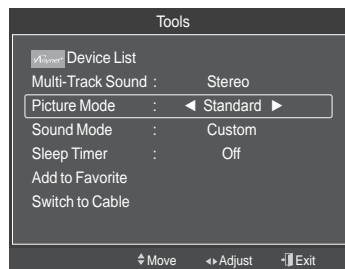 Tools
Anynet+ Device List
Multi-Track Sound : Stereo
Picture Mode : ◄ Standard ►
Sound Mode : Custom
Sleep Timer : Off
Add to Favorite
Switch to Cable
Move Adjust Exit